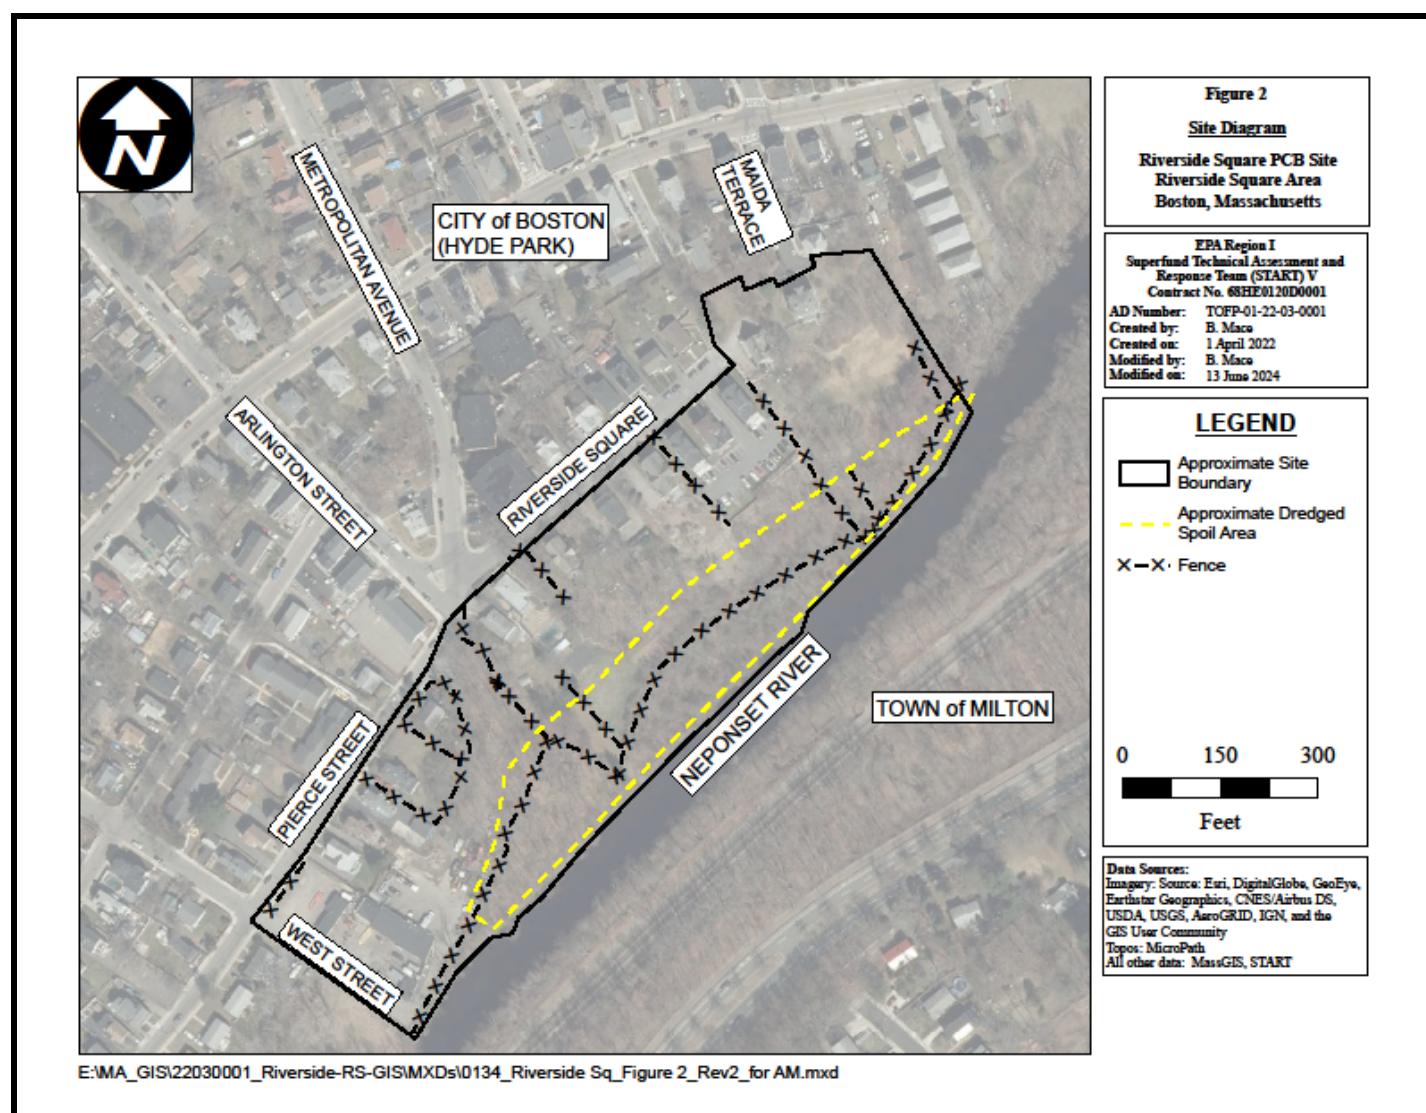 N
METROPOLITAN AVENUE
CITY of BOSTON
(HYDE PARK)
MAIDA
TERRACE
ARLINGTON STREET
RIVERSIDE SQUARE
PIERCE STREET
NEPONSET RIVER
TOWN of MILTON
WEST STREET
Figure 2
Site Diagram
Riverside Square PCB Site
Riverside Square Area
Boston, Massachusetts
EPA Region I
Superfund Technical Assessment and
Response Team (START) V
Contract No. 68HE0120D0001
AD Number: TOFP-01-22-03-0001
Created by: B. Mace
Created on: 1 April 2022
Modified by: B. Mace
Modified on: 13 June 2024
LEGEND
Approximate Site
Boundary
Approximate Dredged
Spoil Area
Fence
0 150 300
Feet
Data Sources:
Imagery: Source: Esri, DigitalGlobe, GeoEye,
Earthstar Geographics, CNES/Airbus DS,
USDA, USGS, AeroGRID, IGN, and the
GIS User Community
Topos: MicroPath
All other data: MassGIS, START
E:\MA_GIS\22030001_Riverside-RS-GIS\MXDs\0134_Riverside Sq_Figure 2_Rev2_for AM.mxd